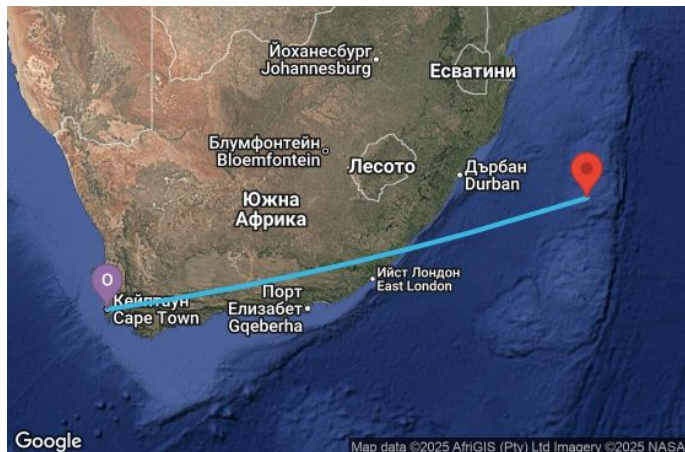 Йоханесбург
Johannesburg
Есватини
Блумфонтейн
Bloemfontein
Лесото
Дърбан
Durban
Южна
Африка
Ийст Лондон
East London
O
Кейптаун
Cape Town
Порт
Елизабет
Gqeberha
Google
Map data ©2025 AfriGIS (Pty) Ltd Imagery ©2025 NASA